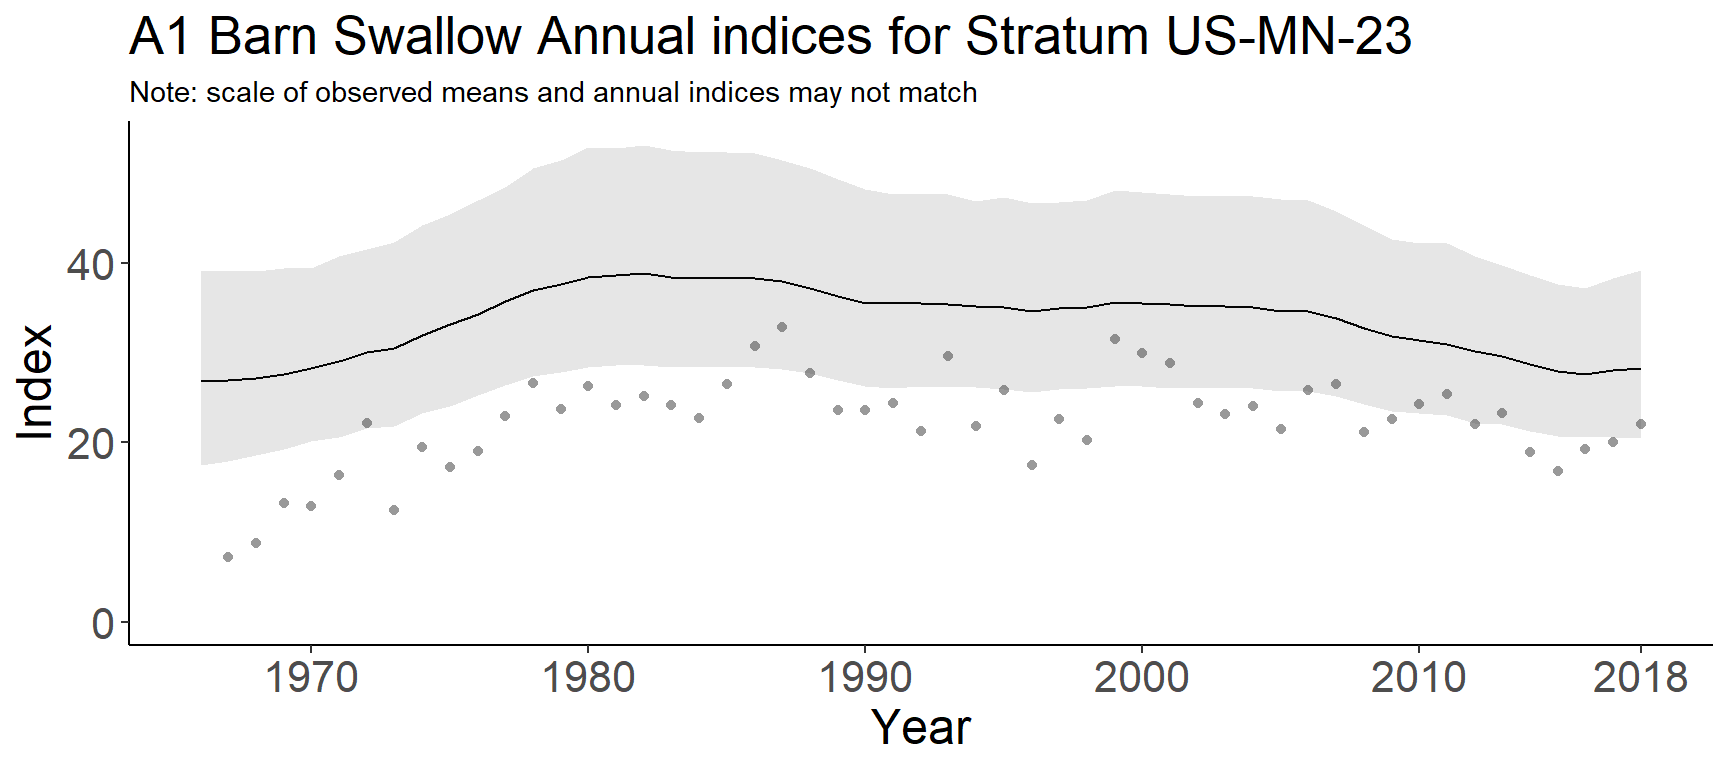 A1 Barn Swallow Annual indices for Stratum US-MN-23
Note: scale of observed means and annual indices may not match
Index
40
20
0
1970 1980 1990 2000 2010 2018
Year